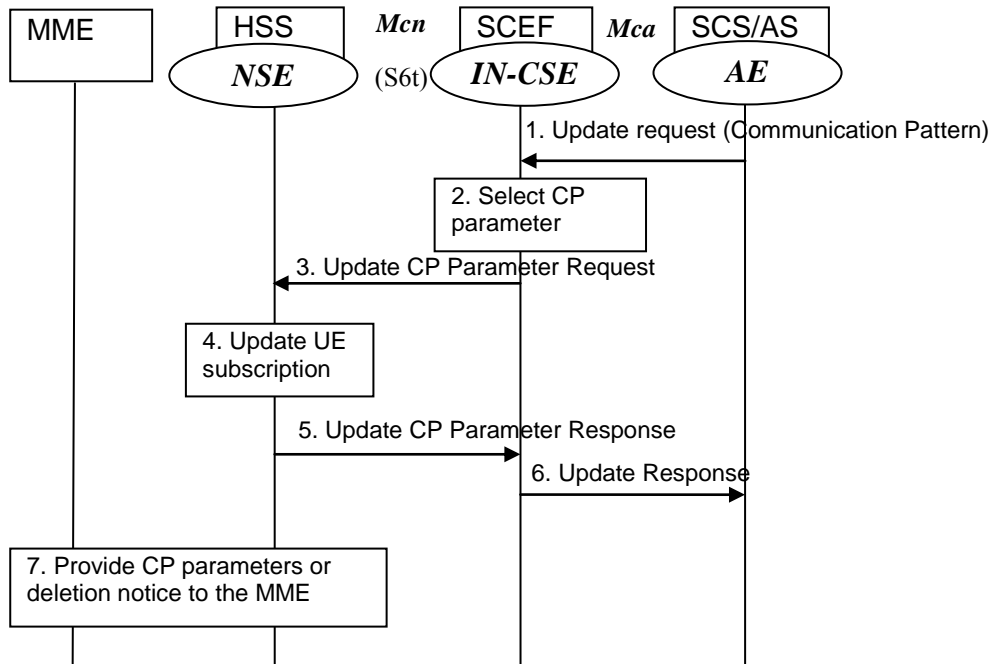 MME
HSS
Mcn
SCEF
Mca
SCS/AS
NSE
(S6t)
IN-CSE
AE
1. Update request (Communication Pattern)
2. Select CP
parameter
3. Update CP Parameter Request
4. Update UE
subscription
5. Update CP Parameter Response
6. Update Response
7. Provide CP parameters or
deletion notice to the MME